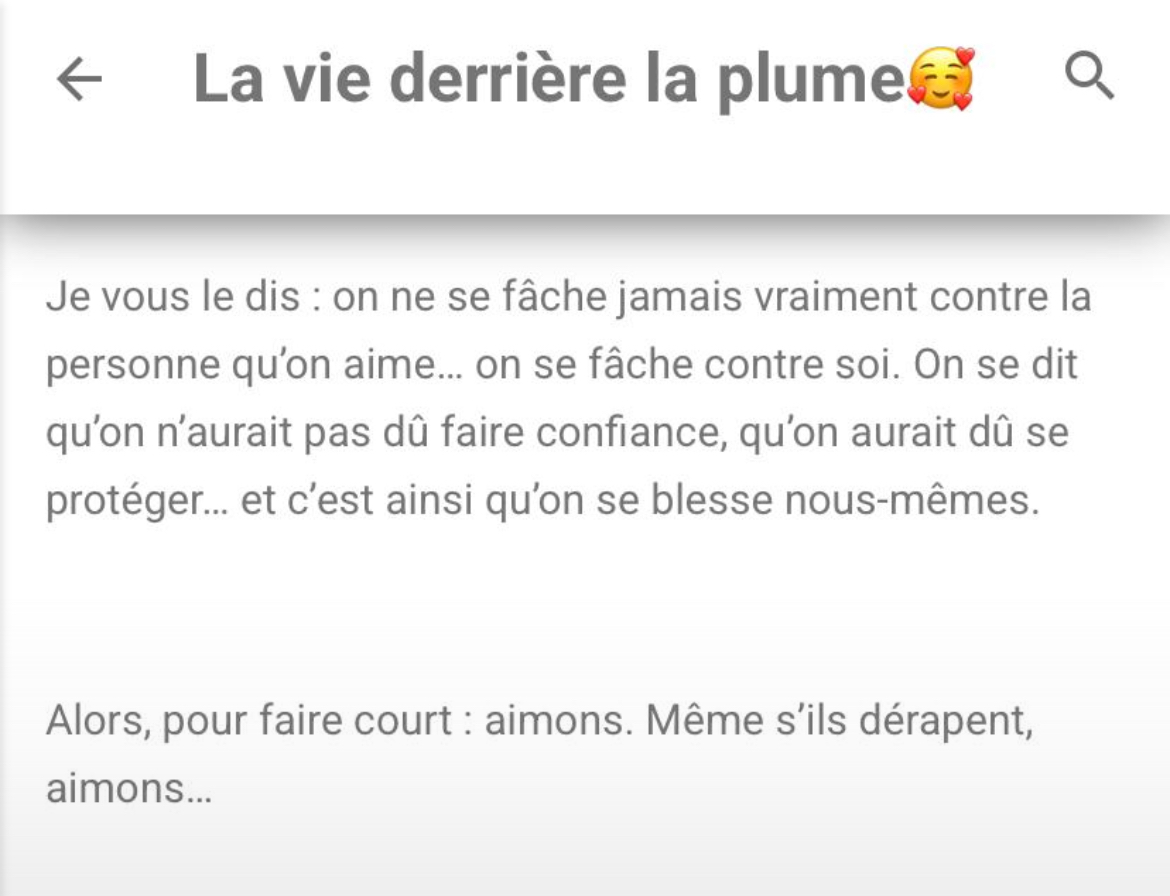 La vie derrière la plume🥰
Je vous le dis : on ne se fâche jamais vraiment contre la
personne qu’on aime… on se fâche contre soi. On se dit
qu’on n’aurait pas dû faire confiance, qu’on aurait dû se
protéger… et c’est ainsi qu’on se blesse nous-mêmes.
Alors, pour faire court : aimons. Même s’ils dérapent,
aimons…